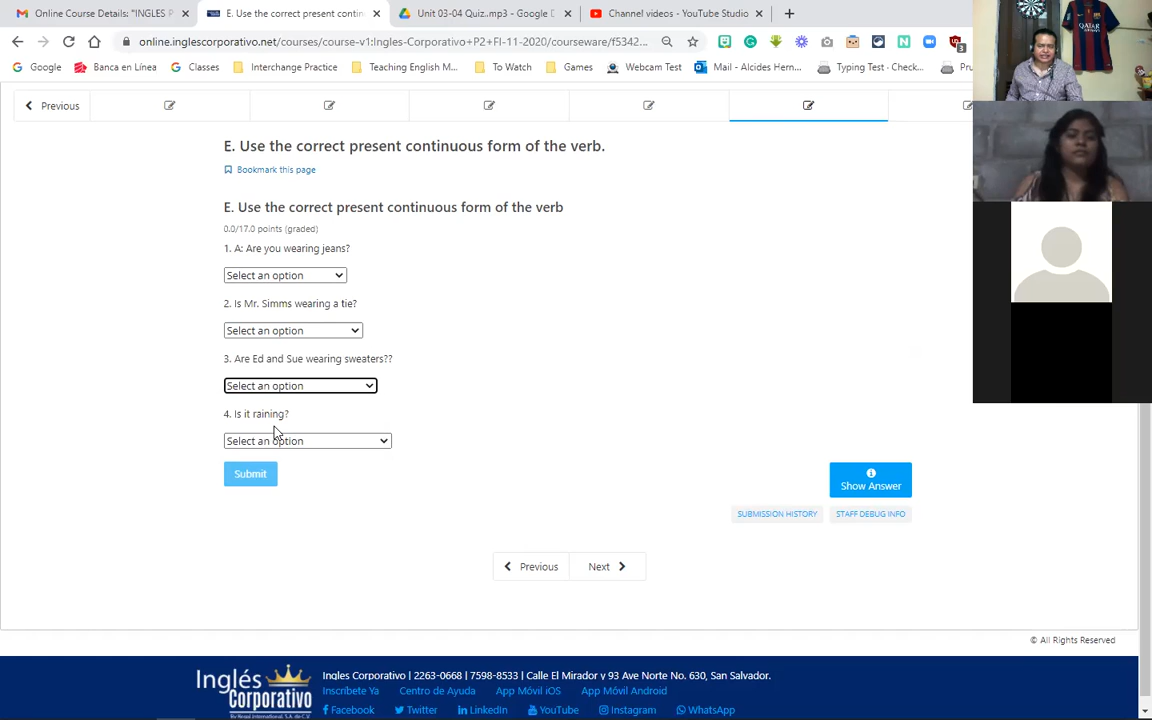 Online Course Details: "INGLES P
E. Use the correct present contin
Unit 03-04 Quiz..mp3 - Google D
Channel videos - YouTube Studio
online.inglescorporativo.net/courses/course-v1:Ingles-Corporativo+P2+FI-11-2020/courseware/f5342...
Google
Banca en Línea
Classes
Interchange Practice
Teaching English M...
To Watch
Games
Webcam Test
Mail - Alcides Hern...
Typing Test - Check...
Pru
3
Previous
E. Use the correct present continuous form of the verb.
Bookmark this page
E. Use the correct present continuous form of the verb
0.0/17.0 points (graded)
1. A: Are you wearing jeans?
Select an option
2. Is Mr. Simms wearing a tie?
Select an option
3. Are Ed and Sue wearing sweaters??
Select an option
4. Is it raining?
Select an option
Submit
Show Answer
SUBMISSION HISTORY
STAFF DEBUG INFO
Previous
Next
© All Rights Reserved
Inglés
Corporativo
Ingles Corporativo | 2263-0668 | 7598-8533 | Calle El Mirador y 93 Ave Norte No. 630, San Salvador.
Inscríbete Ya
Centro de Ayuda
App Móvil iOS
App Móvil Android
Facebook
Twitter
LinkedIn
YouTube
Instagram
WhatsApp